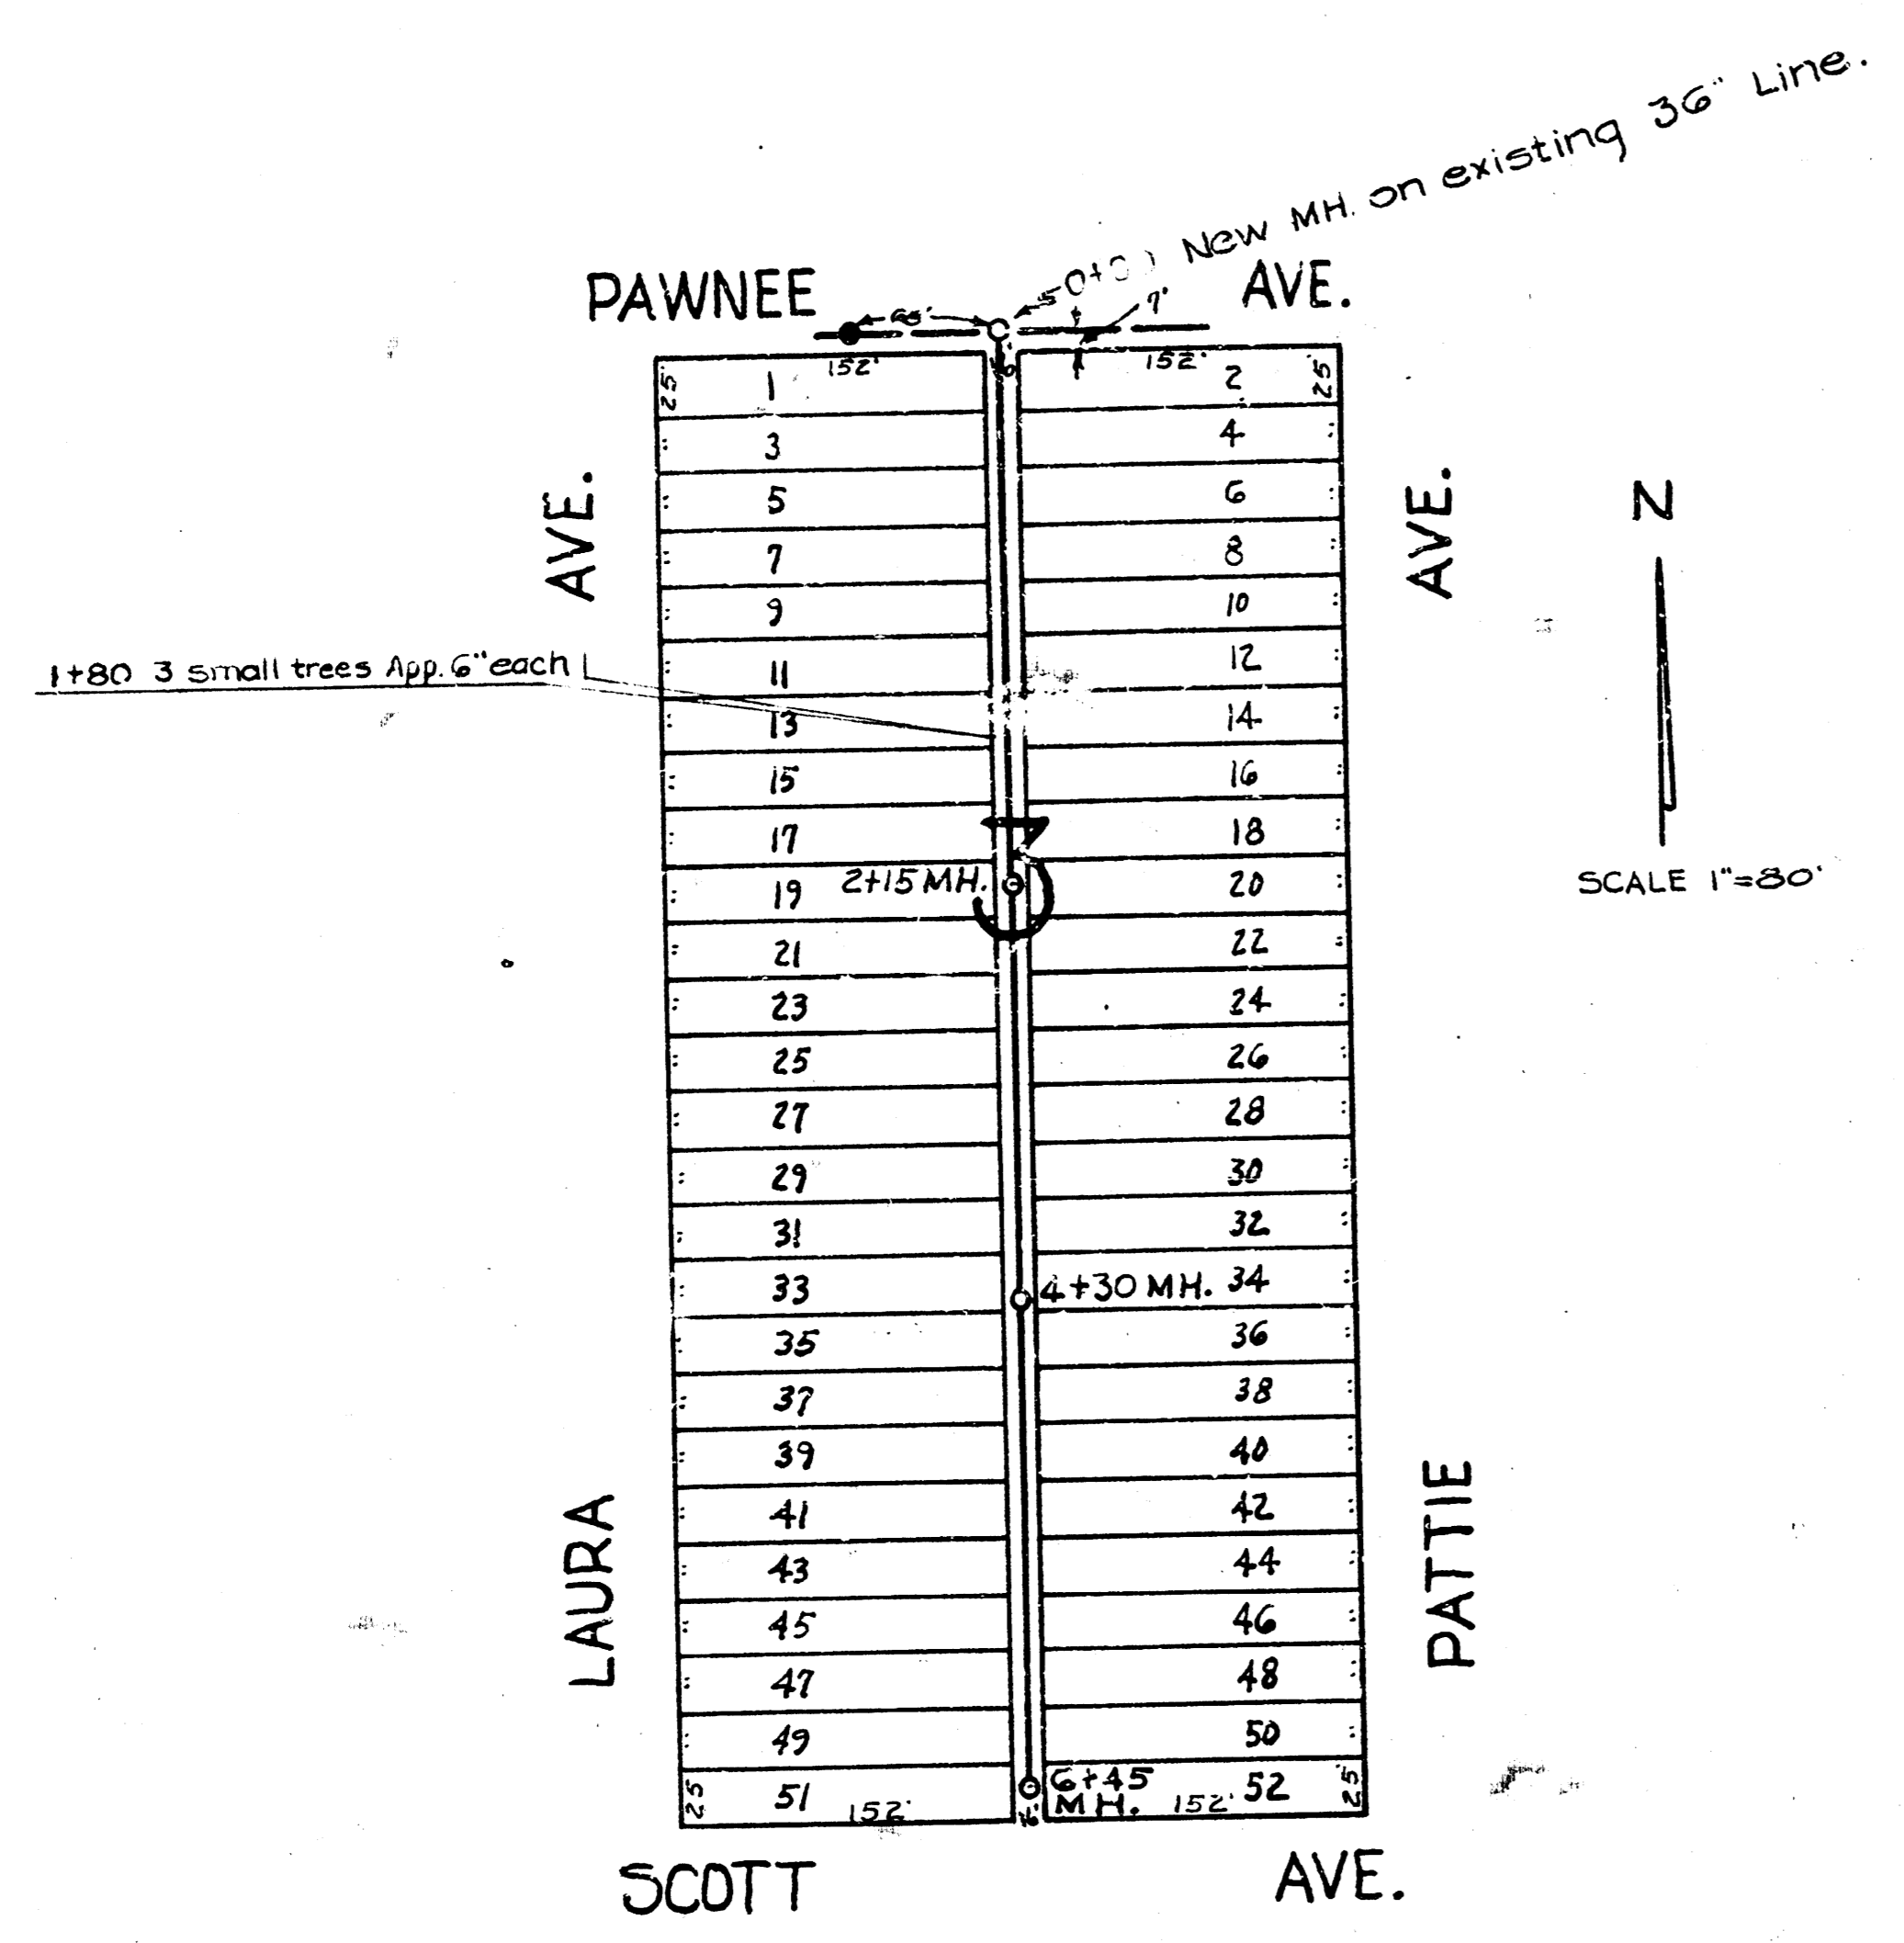 New MH. on existing 36" Line.
PAWNEE AVE.
7'
152' 152'
25' 1 2 25'
3 4
5 6
7 8
9 10
AVE. AVE.
N
11 12
1+80 3 small trees App. 6" each
13 14
15 16
17 18
19 2+15 MH. 20
SCALE 1"=80'
21 22
23 24
25 26
27 28
29 30
31 32
33 4+30 MH. 34
35 36
37 38
39 40
41 42
43 44
45 46
LAURA PATTIE
47 48
49 50
25' 51 152' 6+45 MH. 152' 52 25'
SCOTT AVE.